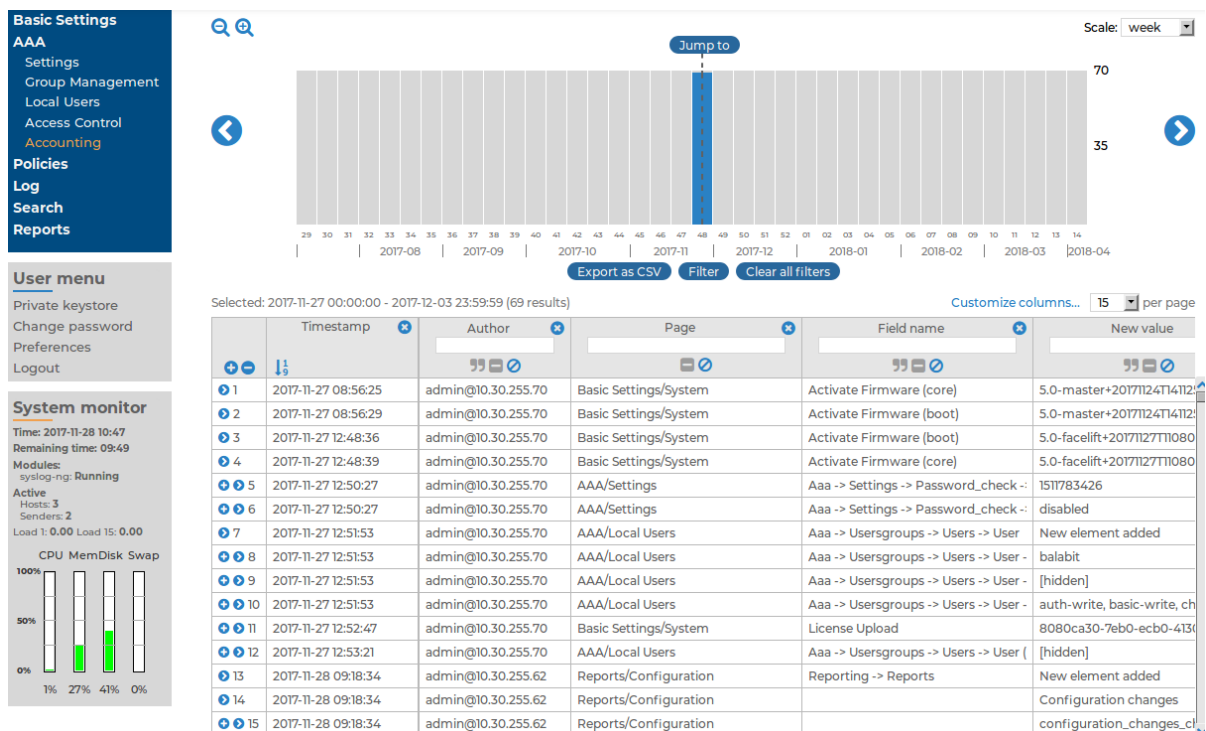 Basic Settings
AAA
Settings
Group Management
Local Users
Access Control
Accounting
Policies
Log
Search
Reports
User menu
Private keystore
Change password
Preferences
Logout
System monitor
Time: 2017-11-28 10:47
Remaining time: 09:49
Modules:
syslog-ng: Running
Active
Hosts: 3
Senders: 2
Load 1: 0.00 Load 15: 0.00
CPU Mem Disk Swap
100%
50%
0%
1% 27% 41% 0%
Scale: week
Jump to
70
35
29 30 31 32 33 34 35 36 37 38 39 40 41 42 43 44 45 46 47 48 49 50 51 52 01 02 03 04 05 06 07 08 09 10 11 12 13 14
2017-08 2017-09 2017-10 2017-11 2017-12 2018-01 2018-02 2018-03 2018-04
Export as CSV Filter Clear all filters
Selected: 2017-11-27 00:00:00 - 2017-12-03 23:59:59 (69 results) Customize columns... 15 per page
Timestamp Author Page Field name New value
1 2017-11-27 08:56:25 admin@10.30.255.70 Basic Settings/System Activate Firmware (core) 5.0-master+20171124T14112
2 2017-11-27 08:56:29 admin@10.30.255.70 Basic Settings/System Activate Firmware (boot) 5.0-master+20171124T14112
3 2017-11-27 12:48:36 admin@10.30.255.70 Basic Settings/System Activate Firmware (boot) 5.0-facelift+20171127T11080
4 2017-11-27 12:48:39 admin@10.30.255.70 Basic Settings/System Activate Firmware (core) 5.0-facelift+20171127T11080
5 2017-11-27 12:50:27 admin@10.30.255.70 AAA/Settings Aaa -> Settings -> Password_check - 1511783426
6 2017-11-27 12:50:27 admin@10.30.255.70 AAA/Settings Aaa -> Settings -> Password_check - disabled
7 2017-11-27 12:51:53 admin@10.30.255.70 AAA/Local Users Aaa -> Usersgroups -> Users -> User New element added
8 2017-11-27 12:51:53 admin@10.30.255.70 AAA/Local Users Aaa -> Usersgroups -> Users -> User - balabit
9 2017-11-27 12:51:53 admin@10.30.255.70 AAA/Local Users Aaa -> Usersgroups -> Users -> User - [hidden]
10 2017-11-27 12:51:53 admin@10.30.255.70 AAA/Local Users Aaa -> Usersgroups -> Users -> User - auth-write, basic-write, ch
11 2017-11-27 12:52:47 admin@10.30.255.70 Basic Settings/System License Upload 8080ca30-7eb0-ecb0-4130
12 2017-11-27 12:53:21 admin@10.30.255.70 AAA/Local Users Aaa -> Usersgroups -> Users -> User ( [hidden]
13 2017-11-28 09:18:34 admin@10.30.255.62 Reports/Configuration Reporting -> Reports New element added
14 2017-11-28 09:18:34 admin@10.30.255.62 Reports/Configuration Configuration changes
15 2017-11-28 09:18:34 admin@10.30.255.62 Reports/Configuration configuration_changes_c